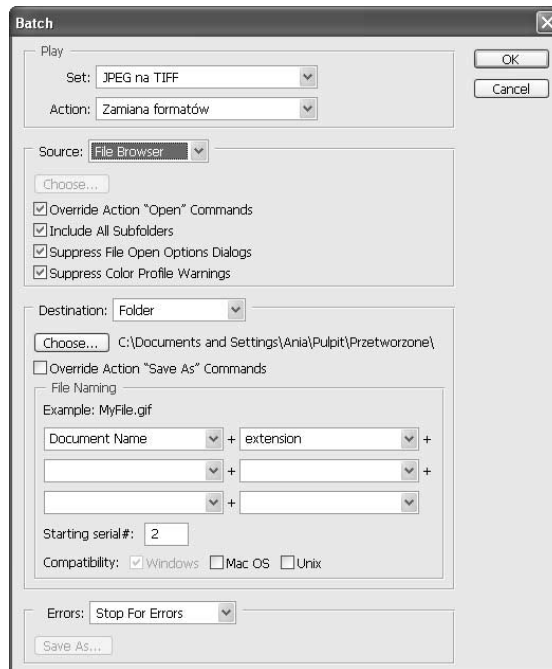 Batch
Play
Set: JPEG na TIFF
Action: Zamiana formatów
OK
Cancel
Source: File Browser
Choose...
Override Action "Open" Commands
Include All Subfolders
Suppress File Open Options Dialogs
Suppress Color Profile Warnings
Destination: Folder
Choose... C:\Documents and Settings\Ania\Pulpit\Przetworzone\
Override Action "Save As" Commands
File Naming
Example: MyFile.gif
Document Name + extension +
+ +
+
Starting serial#: 2
Compatibility: Windows Mac OS Unix
Errors: Stop For Errors
Save As...